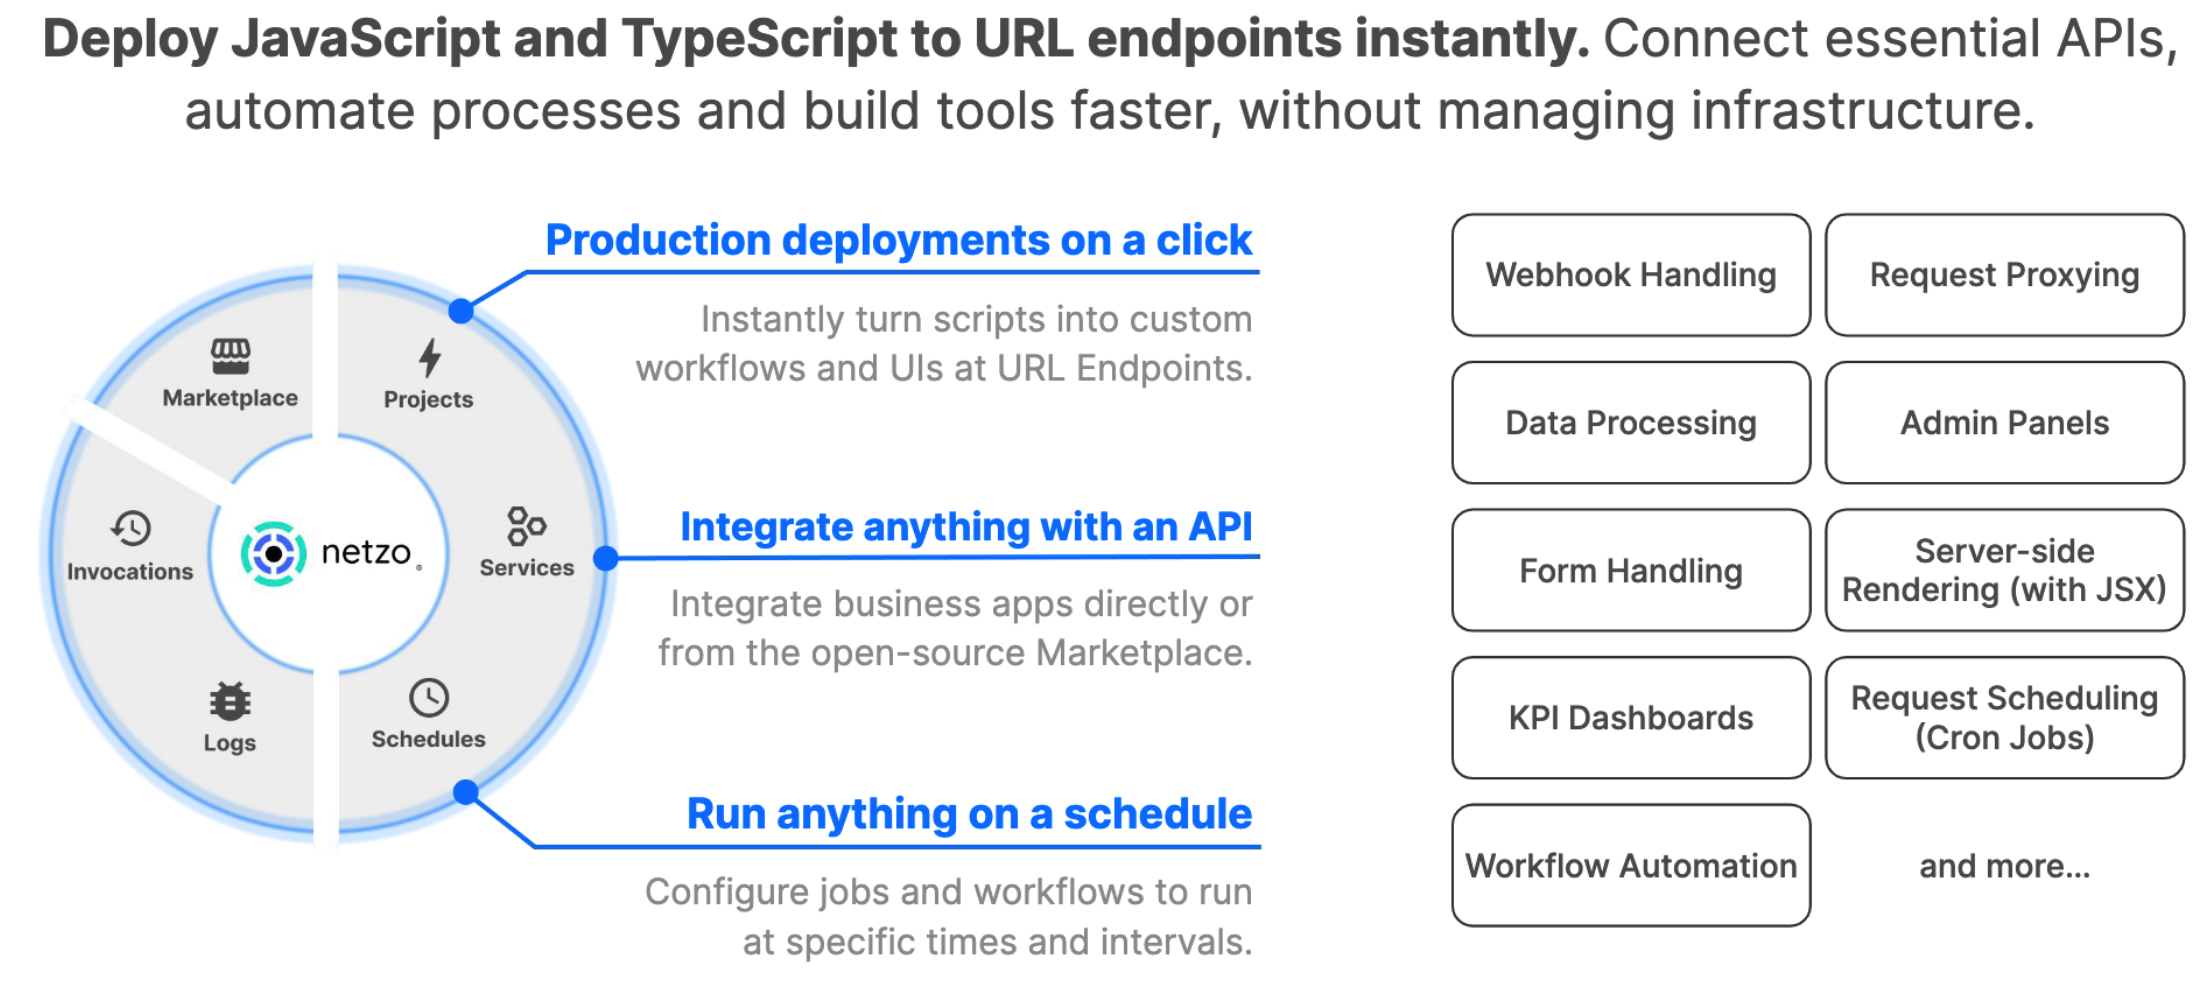 Deploy JavaScript and TypeScript to URL endpoints instantly. Connect essential APIs,
automate processes and build tools faster, without managing infrastructure.
Marketplace
Projects
Invocations
netzo®
Services
Logs
Schedules
Production deployments on a click
Instantly turn scripts into custom
workflows and UIs at URL Endpoints.
Integrate anything with an API
Integrate business apps directly or
from the open-source Marketplace.
Run anything on a schedule
Configure jobs and workflows to run
at specific times and intervals.
Webhook Handling
Request Proxying
Data Processing
Admin Panels
Form Handling
Server-side
Rendering (with JSX)
KPI Dashboards
Request Scheduling
(Cron Jobs)
Workflow Automation
and more...